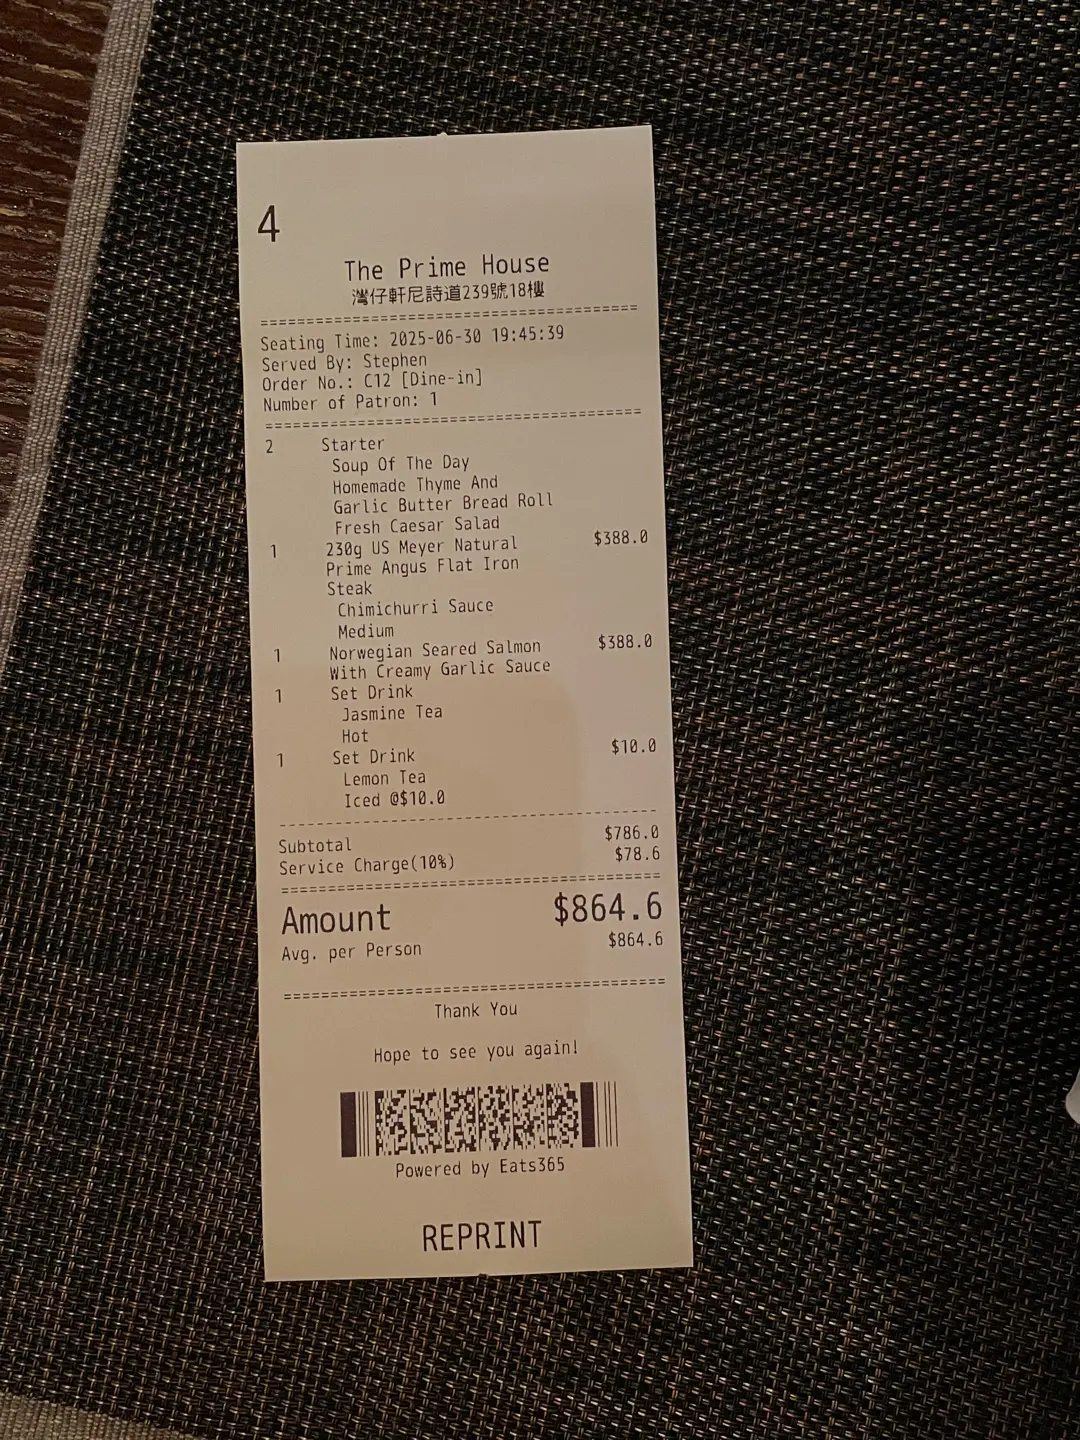 4
The Prime House
灣仔軒尼詩道239號18樓
Seating Time: 2025-06-30 19:45:39
Served By: Stephen
Order No.: C12 [Dine-in]
Number of Patron: 1
2 Starter
Soup Of The Day
Homemade Thyme And
Garlic Butter Bread Roll
Fresh Caesar Salad
1 230g US Meyer Natural $388.0
Prime Angus Flat Iron
Steak
Chimichurri Sauce
Medium
1 Norwegian Seared Salmon $388.0
With Creamy Garlic Sauce
1 Set Drink
Jasmine Tea
Hot
1 Set Drink $10.0
Lemon Tea
Iced @$10.0
Subtotal $786.0
Service Charge(10%) $78.6
Amount $864.6
Avg. per Person $864.6
Thank You
Hope to see you again!
Powered by Eats365
REPRINT